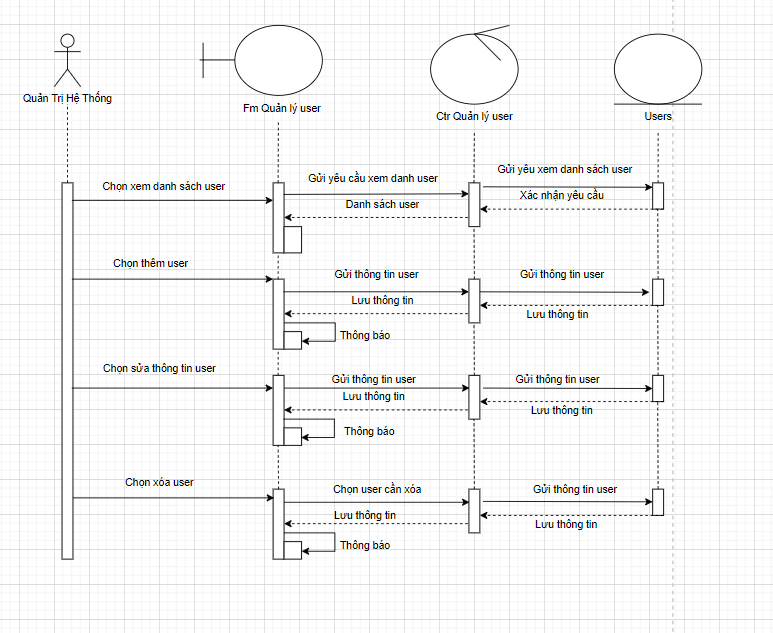 Quản Trị Hệ Thống
Fm Quản lý user
Ctr Quản lý user
Users
Chọn xem danh sách user
Gửi yêu cầu xem danh user
Gửi yêu xem danh sách user
Danh sách user
Xác nhận yêu cầu
Chọn thêm user
Gửi thông tin user
Gửi thông tin user
Lưu thông tin
Lưu thông tin
Thông báo
Chọn sửa thông tin user
Gửi thông tin user
Gửi thông tin user
Lưu thông tin
Lưu thông tin
Thông báo
Chọn xóa user
Chọn user cần xóa
Gửi thông tin user
Lưu thông tin
Lưu thông tin
Thông báo